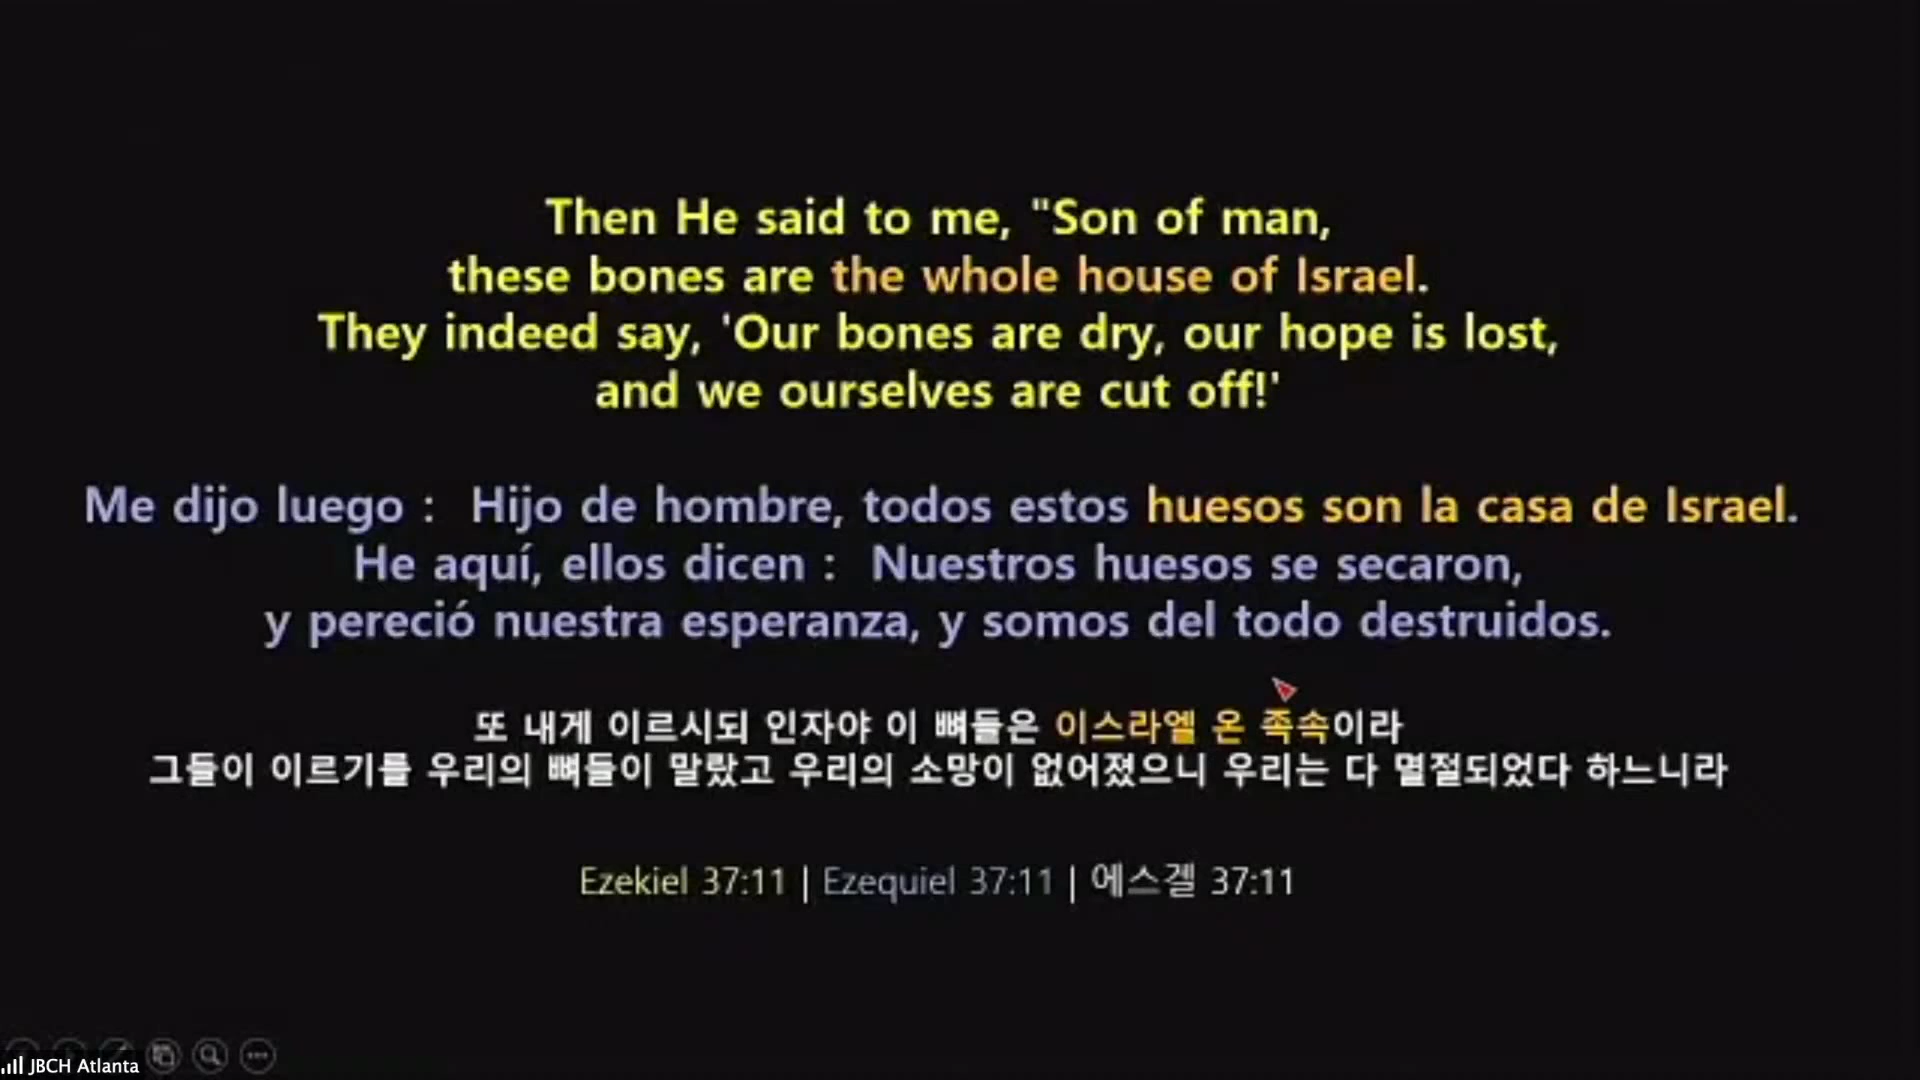 Then He said to me, "Son of man,
these bones are the whole house of Israel.
They indeed say, 'Our bones are dry, our hope is lost,
and we ourselves are cut off!'
Me dijo luego : Hijo de hombre, todos estos huesos son la casa de Israel.
He aquí, ellos dicen : Nuestros huesos se secaron,
y pereció nuestra esperanza, y somos del todo destruidos.
또 내게 이르시되 인자야 이 뼈들은 이스라엘 온 족속이라
그들이 이르기를 우리의 뼈들이 말랐고 우리의 소망이 없어졌으니 우리는 다 멸절되었다 하느니라
Ezekiel 37:11 | Ezequiel 37:11 | 에스겔 37:11
JBCH Atlanta